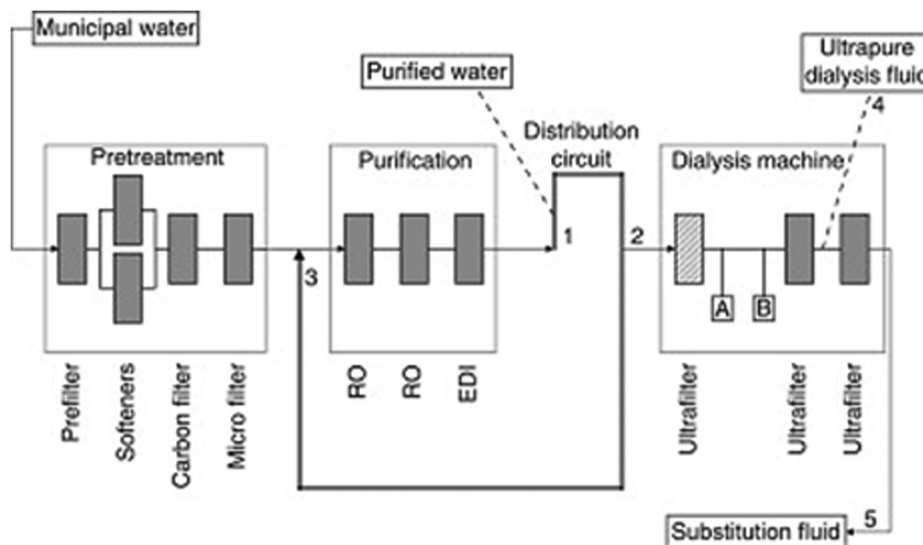 Municipal water
Purified water
Ultrapure
dialysis fluid
4
Distribution
circuit
Pretreatment
Purification
Dialysis machine
1
2
3
A
B
Prefilter
Softeners
Carbon filter
Micro filter
RO
RO
EDI
Ultrafilter
Ultrafilter
Ultrafilter
Substitution fluid
5